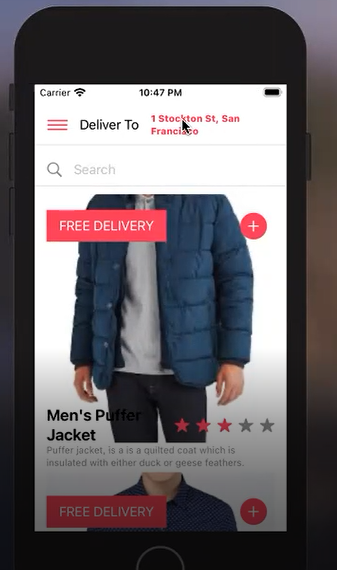 Carrier 10:47 PM
Deliver To
1 Stockton St, San
Francisco
Search
FREE DELIVERY
Men's Puffer
Jacket
Puffer jacket, is a is a quilted coat which is
insulated with either duck or geese feathers.
FREE DELIVERY